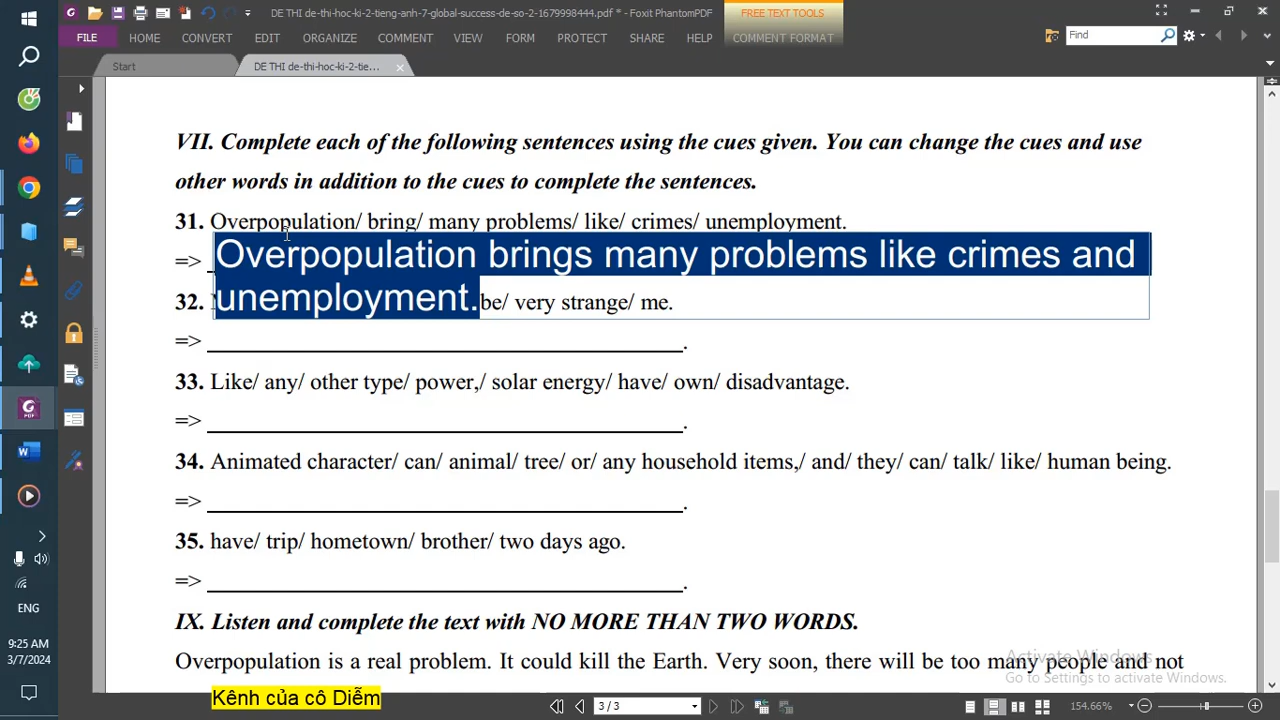 DE THI de-thi-hoc-ki-2-tieng-anh-7-global-success-de-so-2-1679998444.pdf * - Foxit PhantomPDF
FREE TEXT TOOLS
FILE HOME CONVERT EDIT ORGANIZE COMMENT VIEW FORM PROTECT SHARE HELP COMMENT FORMAT Find
Start DE THI de-thi-hoc-ki-2-tie...
VII. Complete each of the following sentences using the cues given. You can change the cues and use
other words in addition to the cues to complete the sentences.
31. Overpopulation/ bring/ many problems/ like/ crimes/ unemployment.
=> Overpopulation brings many problems like crimes and
unemployment.
32. be/ very strange/ me.
=> ______.
33. Like/ any/ other type/ power,/ solar energy/ have/ own/ disadvantage.
=> ______.
34. Animated character/ can/ animal/ tree/ or/ any household items,/ and/ they/ can/ talk/ like/ human being.
=> ______.
35. have/ trip/ hometown/ brother/ two days ago.
=> ______.
IX. Listen and complete the text with NO MORE THAN TWO WORDS.
Overpopulation is a real problem. It could kill the Earth. Very soon, there will be too many people and not
Activate Windows
Go to Settings to activate Windows.
Kênh của cô Diễm
3 / 3
154.66%
ENG
9:25 AM
3/7/2024